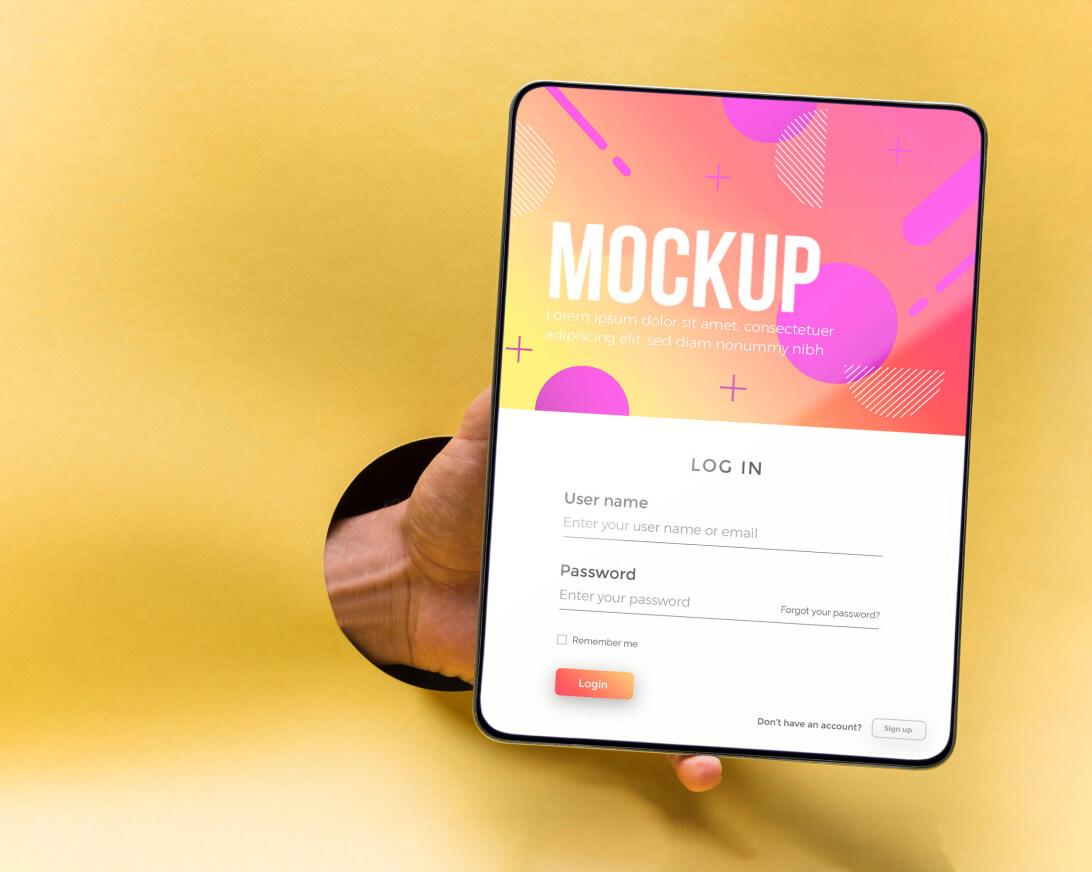 MOCKUP
Lorem ipsum dolor sit amet, consectetuer
adipiscing elit, sed diam nonummy nibh
LOG IN
User name
Enter your user name or email
Password
Enter your password
Forgot your password?
Remember me
Login
Don't have an account?
Sign up